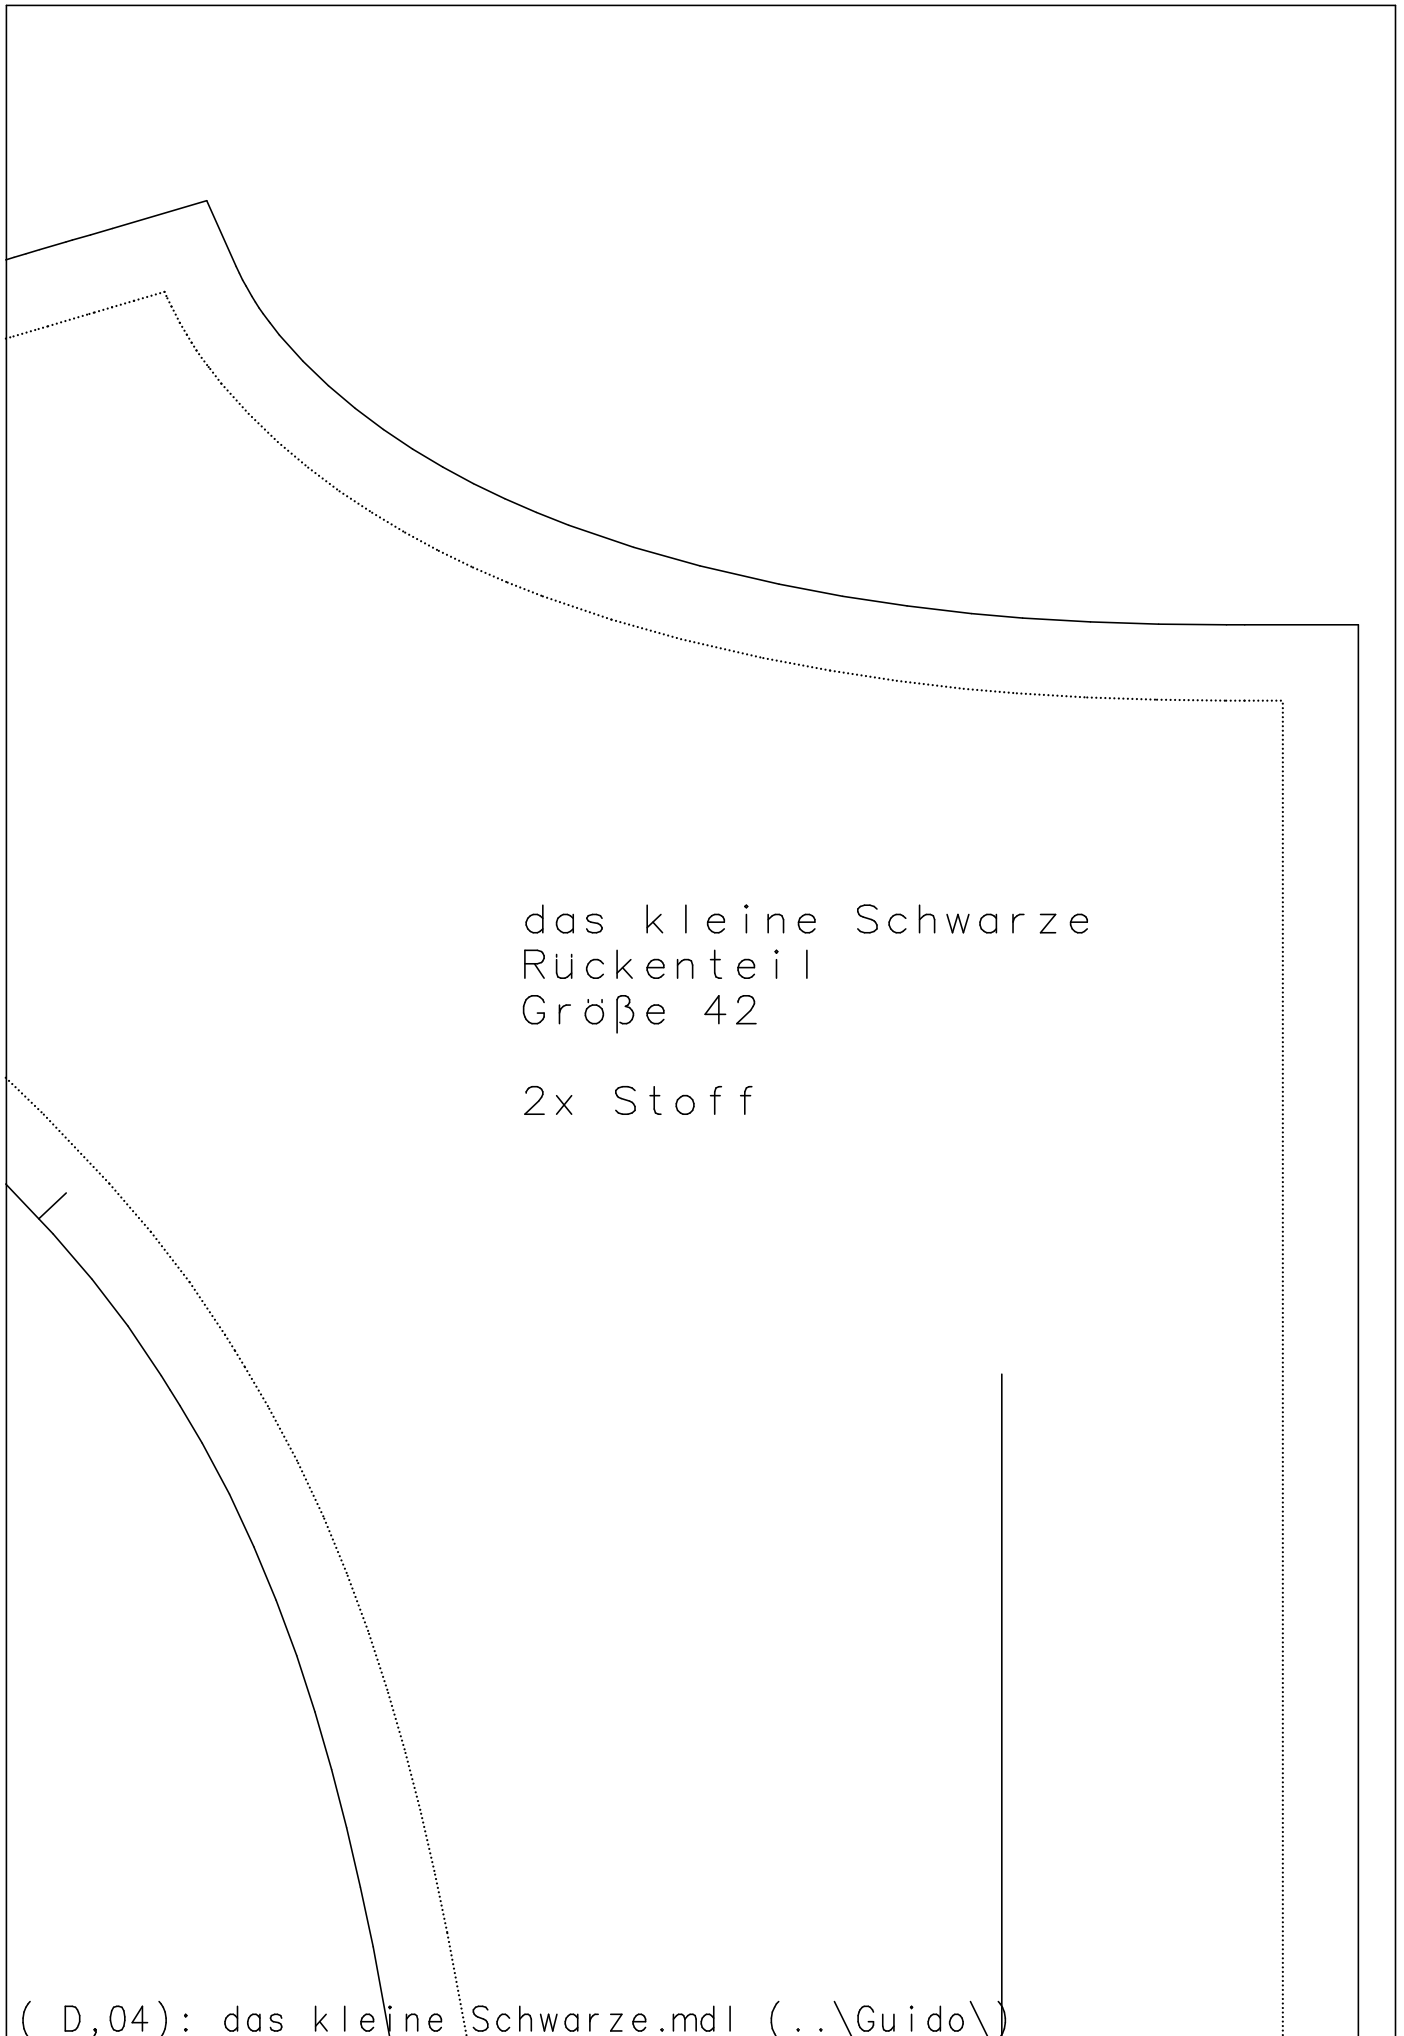 das kleine Schwarze
Rückenteil
Größe 42
2x Stoff
( D,04): das kleine Schwarze.mdl (..\Guido\)